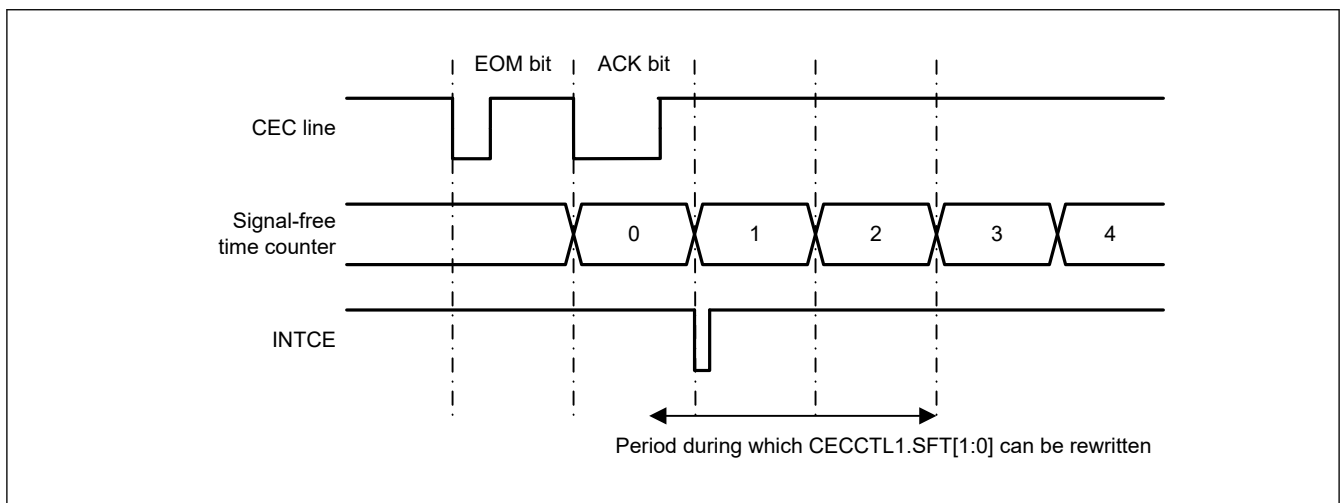 EOM bit ACK bit
CEC line
Signal-free
time counter
0 1 2 3 4
INTCE
Period during which CECCTL1.SFT[1:0] can be rewritten